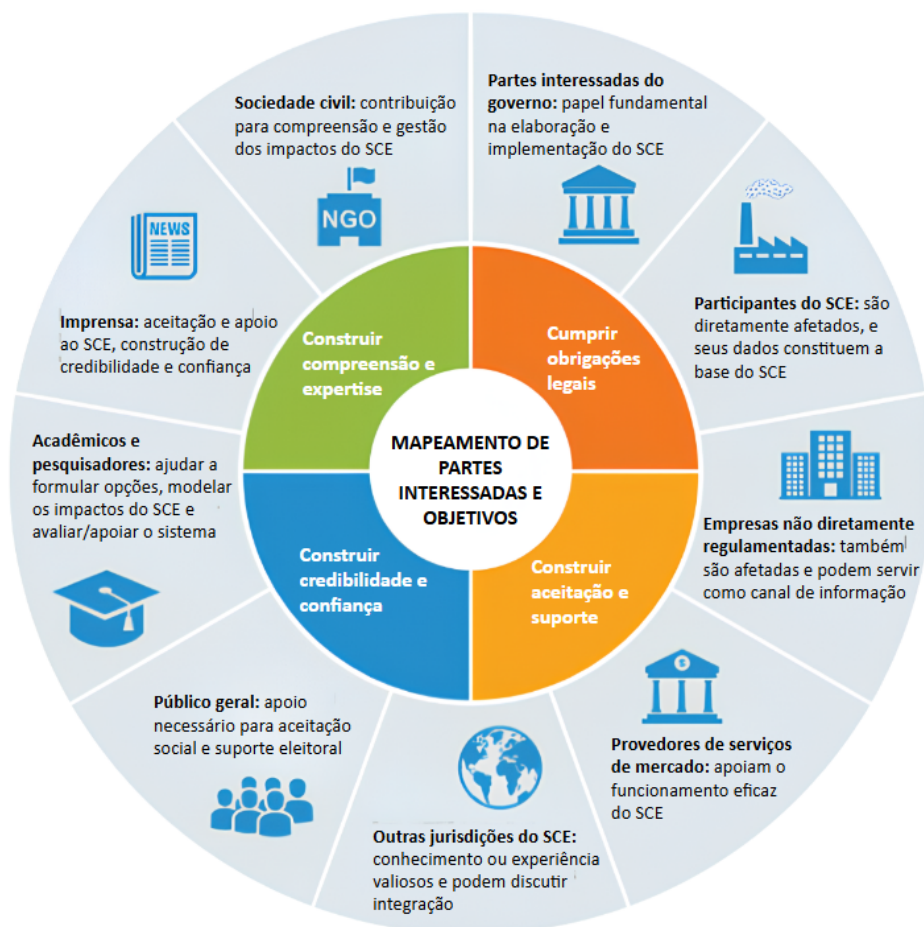 Partes interessadas do
governo: papel fundamental
na elaboração e
implementação do SCE
Participantes do SCE: são
diretamente afetados, e
seus dados constituem a
base do SCE
Empresas não diretamente
regulamentadas: também
são afetadas e podem servir
como canal de informação
Provedores de serviços
de mercado: apoiam o
funcionamento eficaz
do SCE
Outras jurisdições do SCE:
conhecimento ou experiência
valiosos e podem discutir
integração
Público geral: apoio
necessário para aceitação
social e suporte eleitoral
Acadêmicos e
pesquisadores: ajudar a
formular opções, modelar
os impactos do SCE e
avaliar/apoiar o sistema
NEWS
Imprensa: aceitação e apoio
ao SCE, construção de
credibilidade e confiança
Sociedade civil: contribuição
para compreensão e gestão
dos impactos do SCE
NGO
Construir
compreensão e
expertise
Cumprir
obrigações
legais
Construir
credibilidade e
confiança
Construir
aceitação e
suporte
MAPEAMENTO DE
PARTES
INTERESSADAS E
OBJETIVOS
$